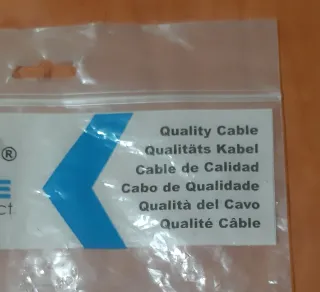 Quality Cable
Qualitäts Kabel
Cable de Calidad
Cabo de Qualidade
Qualità del Cavo
Qualité Câble
®